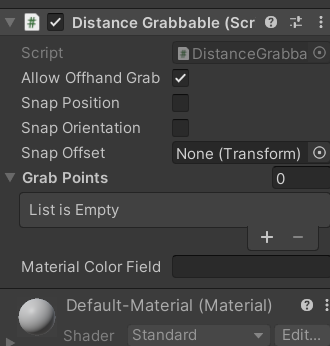 Distance Grabbable (Scr
Script DistanceGrabba
Allow Offhand Grab
Snap Position
Snap Orientation
Snap Offset None (Transform)
Grab Points 0
List is Empty
+ −
Material Color Field
Default-Material (Material)
Shader Standard Edit...